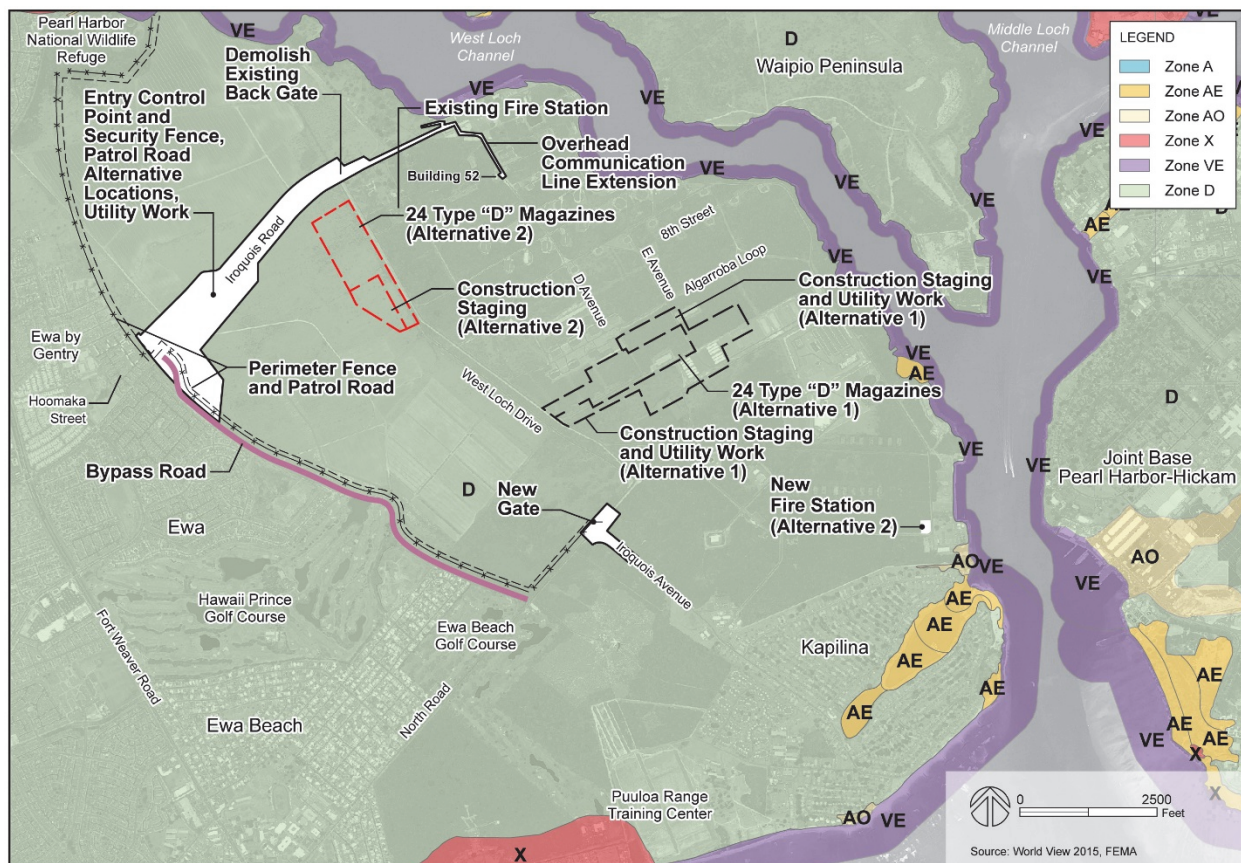 Pearl Harbor
National Wildlife
Refuge
West Loch
Channel
Middle Loch
Channel
D
Waipio Peninsula
VE
VE
VE
VE
VE
VE
LEGEND
Zone A
Zone AE
Zone AO
Zone X
Zone VE
Zone D
Demolish
Existing
Back Gate
Entry Control
Point and
Security Fence,
Patrol Road
Alternative
Locations,
Utility Work
Existing Fire Station
Overhead
Communication
Line Extension
Building 52
VE
VE
VE
VE
AE
AE
D
VE
VE
Iroquois Road
24 Type “D” Magazines
(Alternative 2)
8th Street
E Avenue
Algarroba Loop
D Avenue
Construction
Staging
(Alternative 2)
Construction Staging
and Utility Work
(Alternative 1)
Ewa by
Gentry
Hoomaka
Street
Perimeter Fence
and Patrol Road
West Loch Drive
24 Type “D” Magazines
(Alternative 1)
Construction Staging
and Utility Work
(Alternative 1)
VE
AE
VE
VE
D
Joint Base
Pearl Harbor-Hickam
Bypass Road
D
New
Gate
New
Fire Station
(Alternative 2)
Ewa
Iroquois Avenue
AO
VE
AO
VE
Hawaii Prince
Golf Course
Ewa Beach
Golf Course
Fort Weaver Road
North Road
Ewa Beach
Kapilina
AE
AE
AE
AE
AE
AE
AE
AE
VE
X
X
Puuloa Range
Training Center
AO
VE
X
0
2500
Feet
Source: World View 2015, FEMA